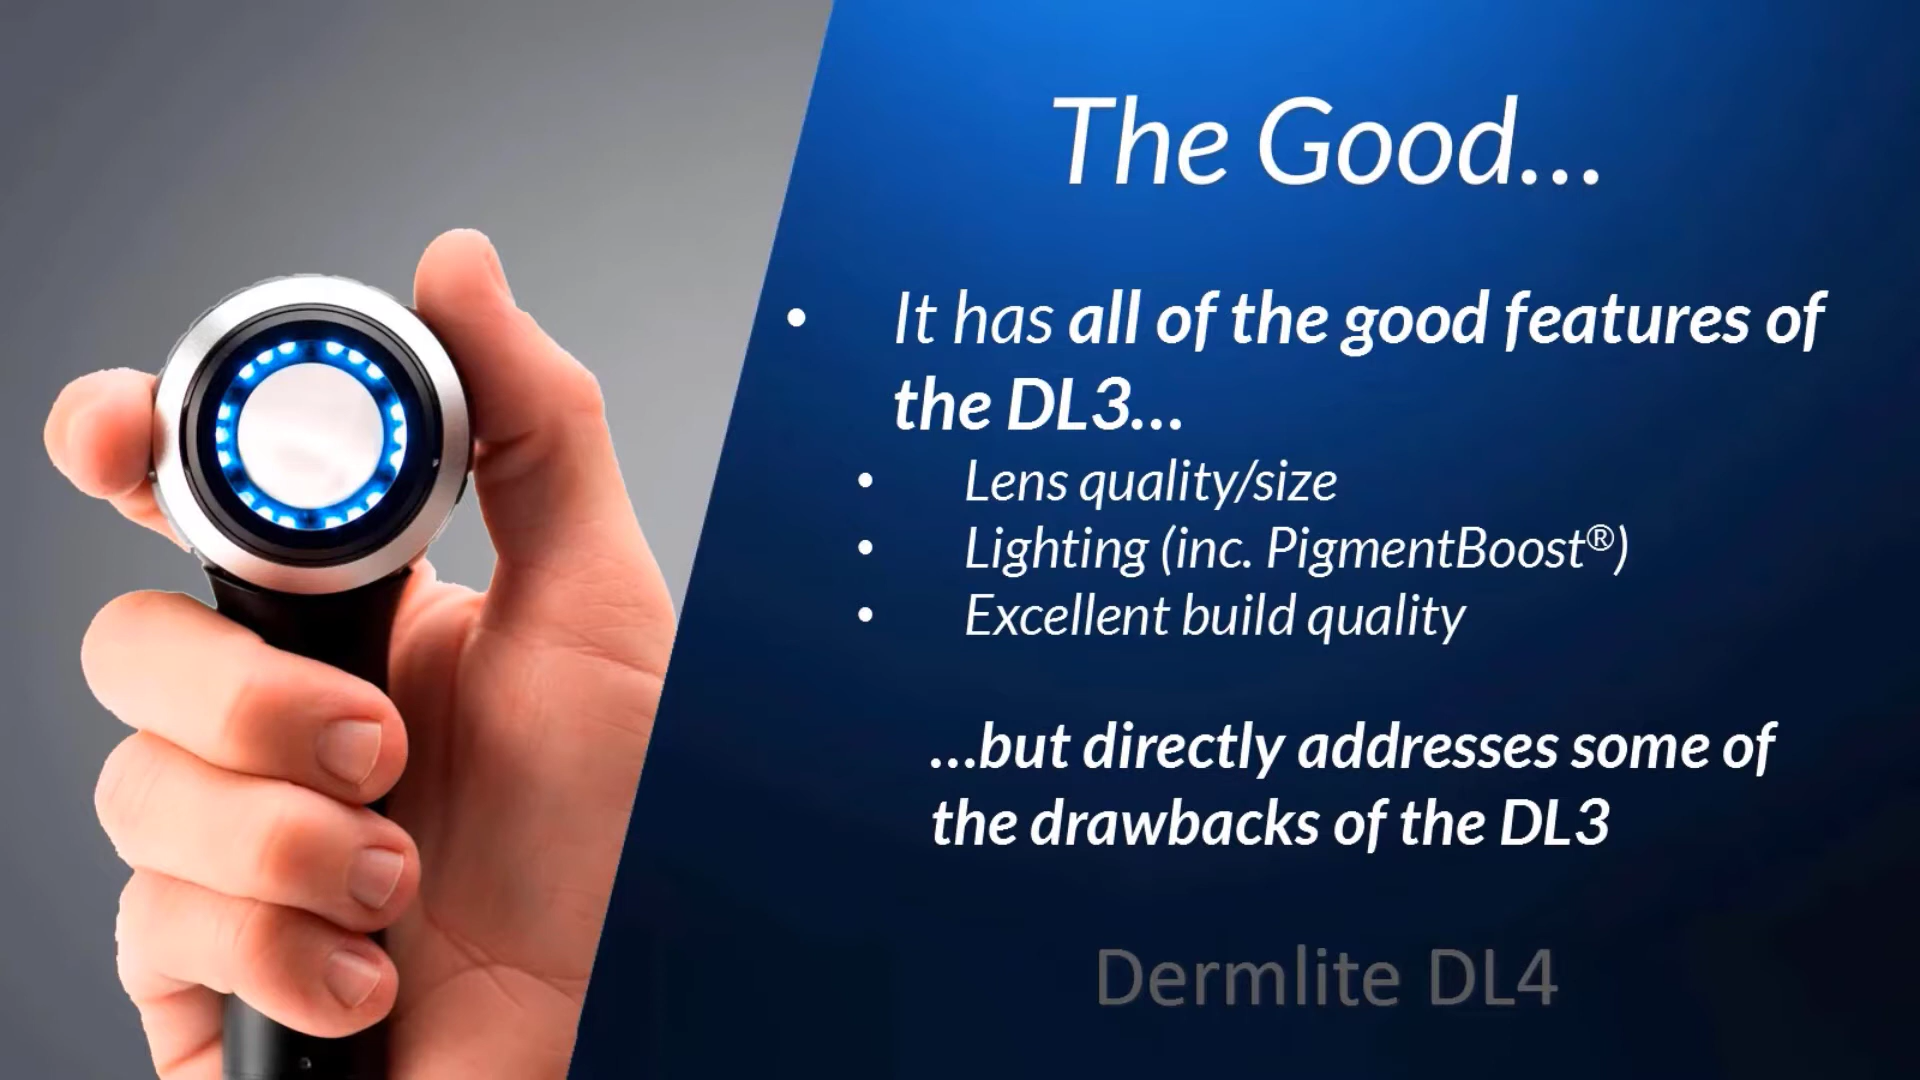 The Good...
• It has all of the good features of
the DL3...
• Lens quality/size
• Lighting (inc. PigmentBoost®)
• Excellent build quality
...but directly addresses some of
the drawbacks of the DL3
Dermlite DL4